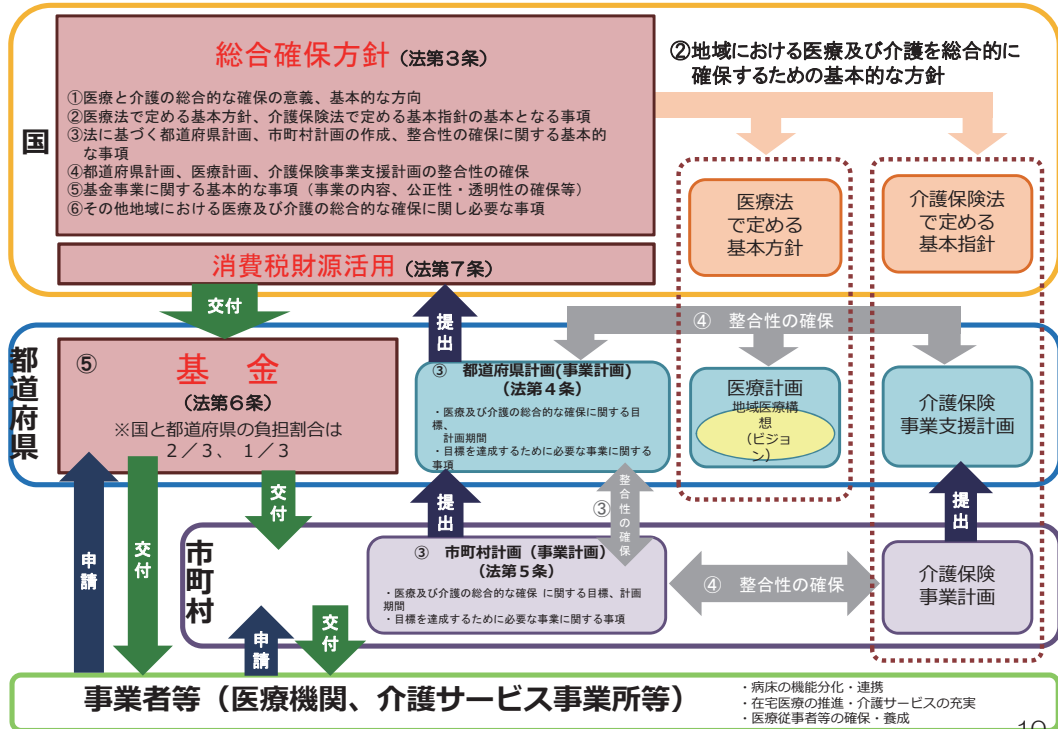 国
総合確保方針 (法第３条)
①医療と介護の総合的な確保の意義、基本的な方向
②医療法で定める基本方針、介護保険法で定める基本指針の基本となる事項
③法に基づく都道府県計画、市町村計画の作成、整合性の確保に関する基本的
な事項
④都道府県計画、医療計画、介護保険事業支援計画の整合性の確保
⑤基金事業に関する基本的な事項（事業の内容、公正性・透明性の確保等）
⑥その他地域における医療及び介護の総合的な確保に関し必要な事項
消費税財源活用 (法第７条)
②地域における医療及び介護を総合的に
確保するための基本的な方針
医療法
で定める
基本方針
介護保険法
で定める
基本指針
交付
提出
④ 整合性の確保
都道府県
⑤ 基 金
(法第６条)
※国と都道府県の負担割合は
２／３、１／３
③ 都道府県計画(事業計画)
(法第４条)
・医療及び介護の総合的な確保に関する目
標、
計画期間
・目標を達成するために必要な事業に関する
事項
医療計画
地域医療構
想
（ビジョ
ン）
介護保険
事業支援計画
申請
交付
交付
提出
③ 整合性の確保
提出
市町村
③ 市町村計画（事業計画）
(法第５条)
・医療及び介護の総合的な確保 に関する目標、計画
期間
・目標を達成するために必要な事業に関する事項
④ 整合性の確保
介護保険
事業計画
申請
交付
事業者等（医療機関、介護サービス事業所等）
・病床の機能分化・連携
・在宅医療の推進・介護サービスの充実
・医療従事者等の確保・養成